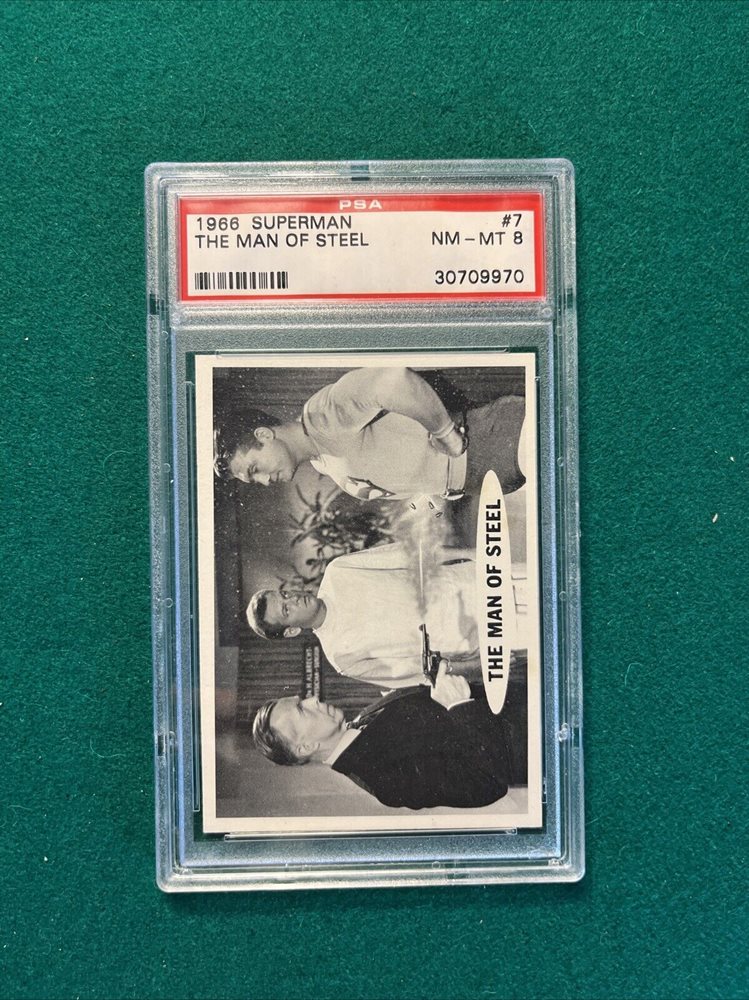 PSA
1966 SUPERMAN #7
THE MAN OF STEEL NM-MT 8
30709970
THE MAN OF STEEL